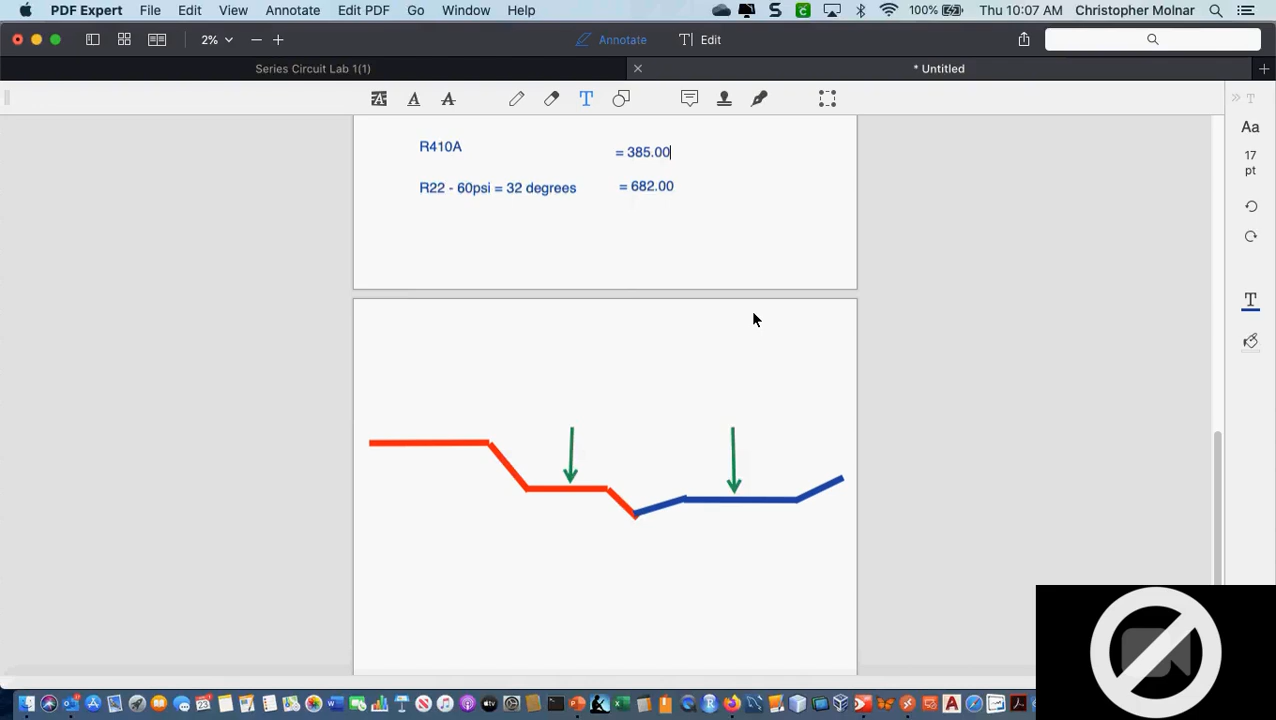 PDF Expert File Edit View Annotate Edit PDF Go Window Help 100% Thu 10:07 AM Christopher Molnar
2% Annotate Edit
Series Circuit Lab 1(1) * Untitled
R410A = 385.00
R22 - 60psi = 32 degrees = 682.00
Aa
17
pt